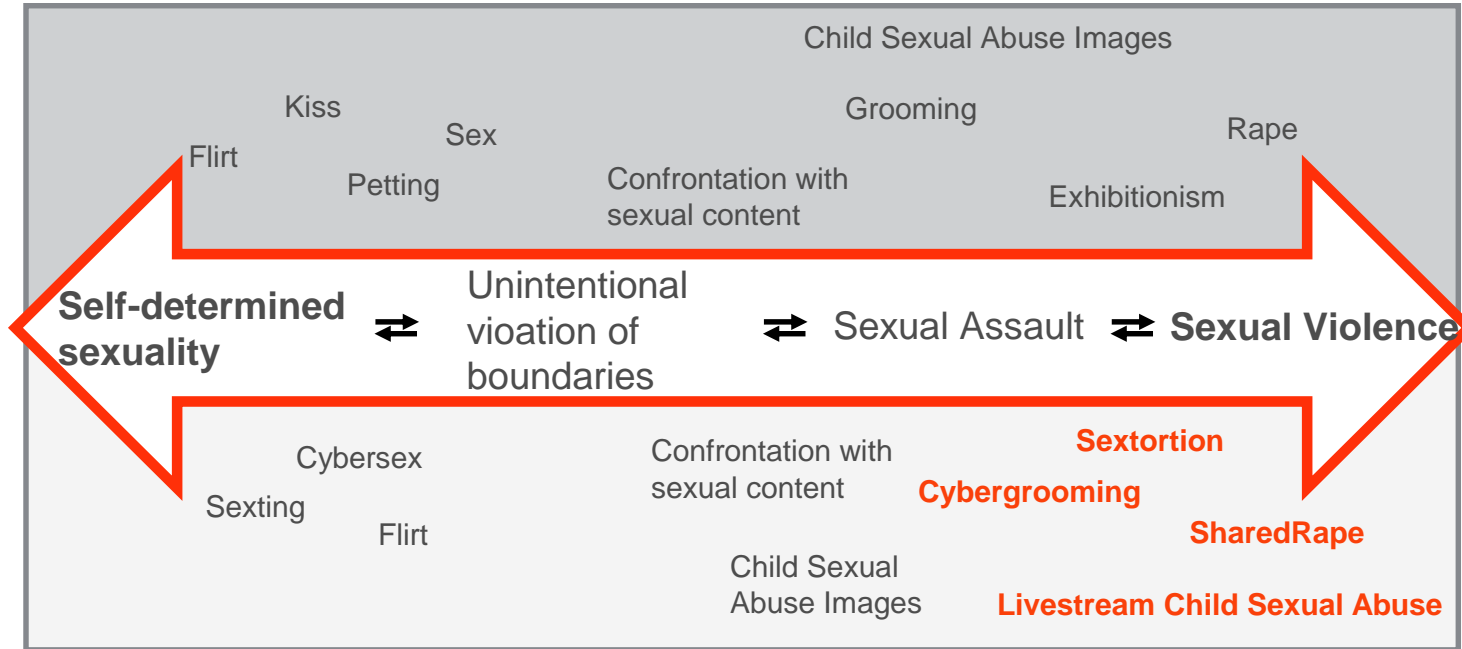 Child Sexual Abuse Images
Kiss
Grooming
Sex
Rape
Flirt
Petting
Confrontation with
sexual content
Exhibitionism
Self-determined
sexuality
Unintentional
vioation of
boundaries
Sexual Assault
Sexual Violence
Cybersex
Confrontation with
sexual content
Sextortion
Cybergrooming
Sexting
Flirt
SharedRape
Child Sexual
Abuse Images
Livestream Child Sexual Abuse